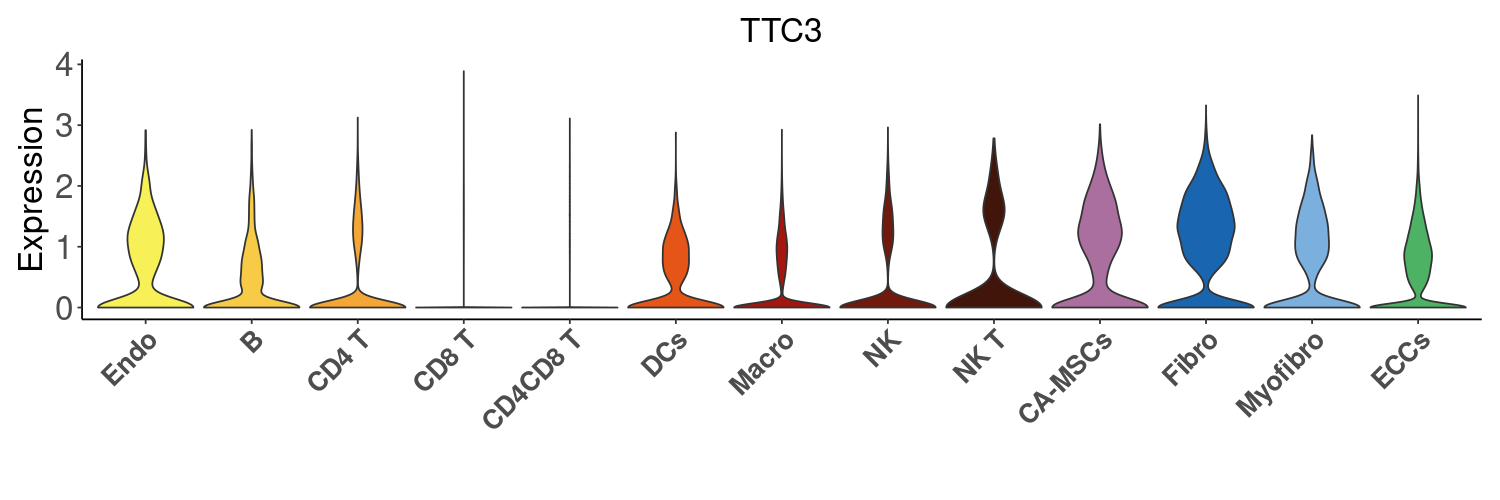 TTC3
Expression
4
3
2
1
0
Endo
B
CD4 T
CD8 T
CD4CD8 T
DCs
Macro
NK
NK T
CA-MSCs
Fibro
Myofibro
ECCs